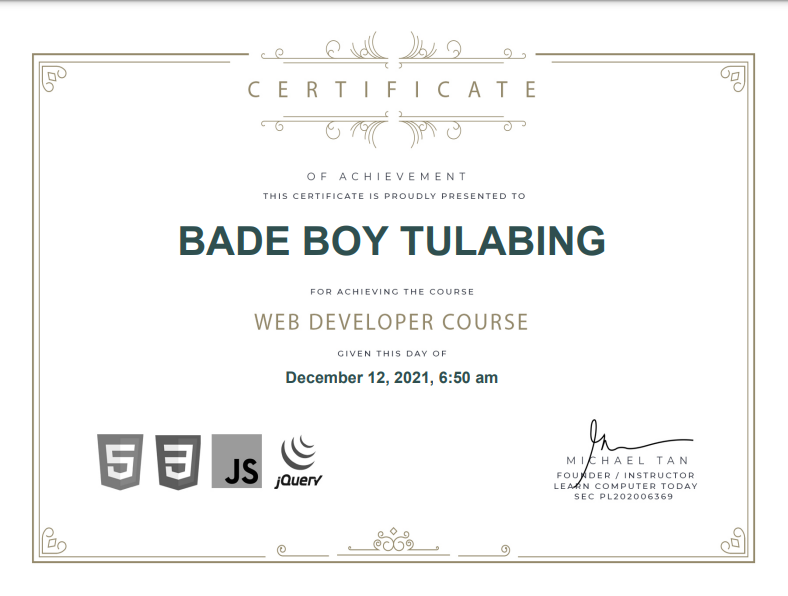 CERTIFICATE
OF ACHIEVEMENT
THIS CERTIFICATE IS PROUDLY PRESENTED TO
BADE BOY TULABING
FOR ACHIEVING THE COURSE
WEB DEVELOPER COURSE
GIVEN THIS DAY OF
December 12, 2021, 6:50 am
5
3
JS
jQuery
MICHAEL TAN
FOUNDER / INSTRUCTOR
LEARN COMPUTER TODAY
SEC PL202006369